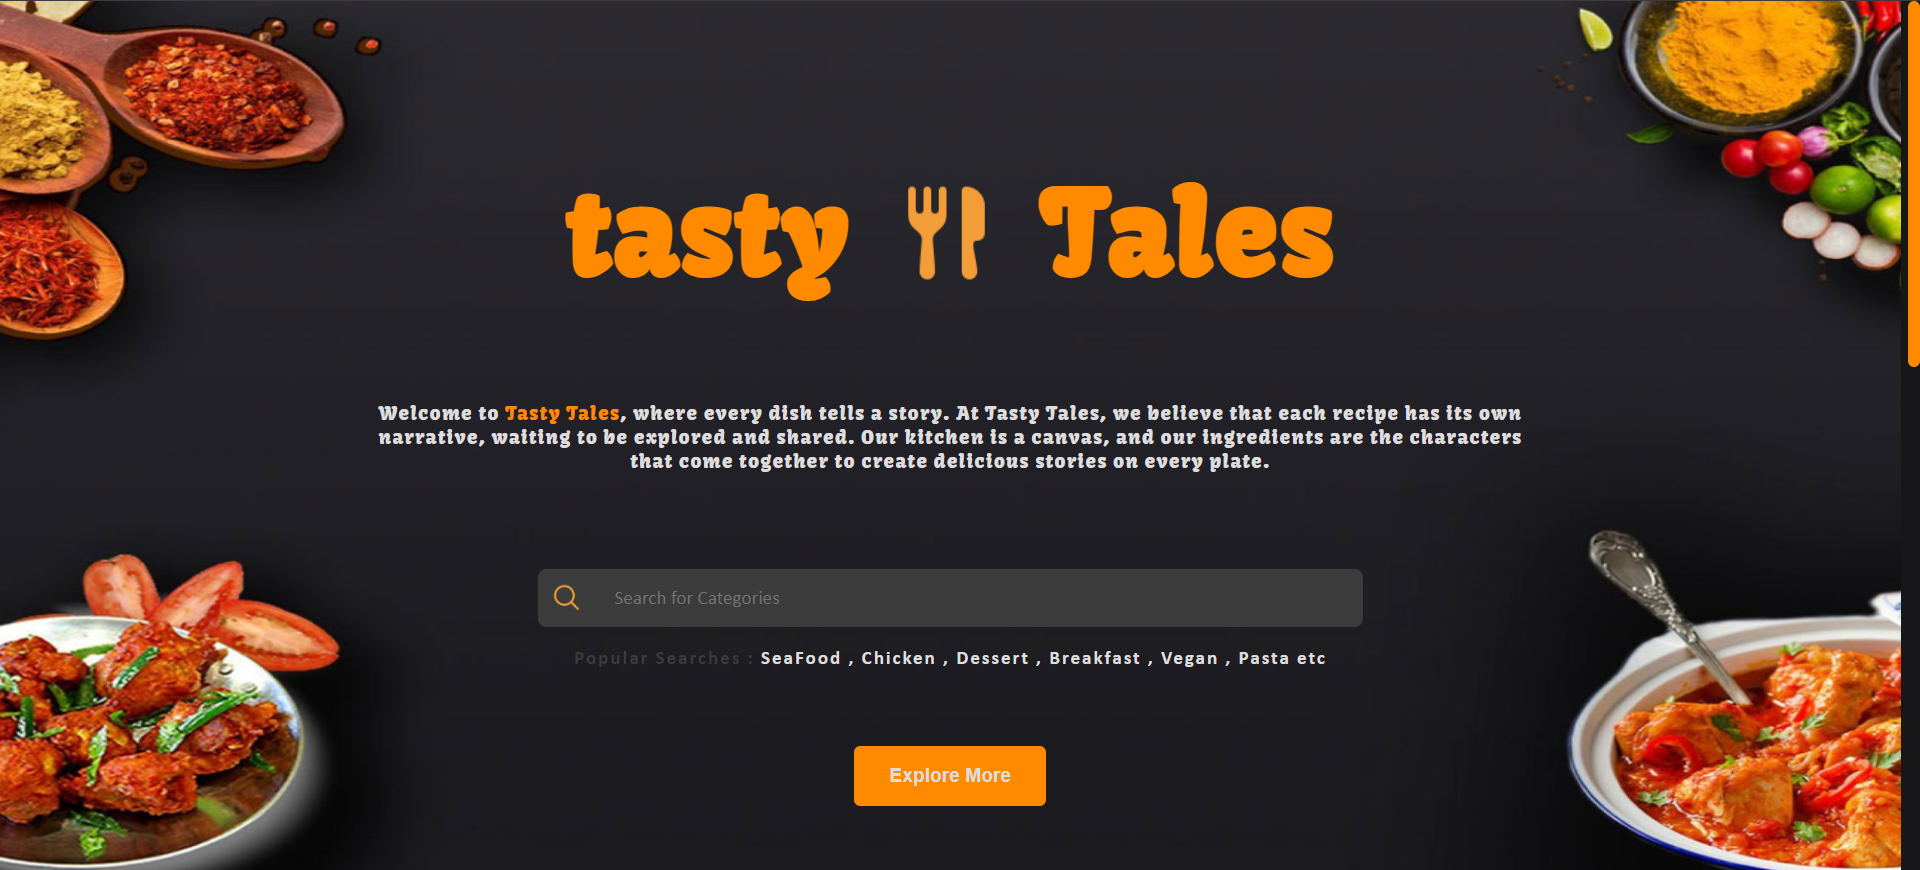 tasty Tales
Welcome to Tasty Tales, where every dish tells a story. At Tasty Tales, we believe that each recipe has its own
narrative, waiting to be explored and shared. Our kitchen is a canvas, and our ingredients are the characters
that come together to create delicious stories on every plate.
Search for Categories
Popular Searches : SeaFood , Chicken , Dessert , Breakfast , Vegan , Pasta etc
Explore More